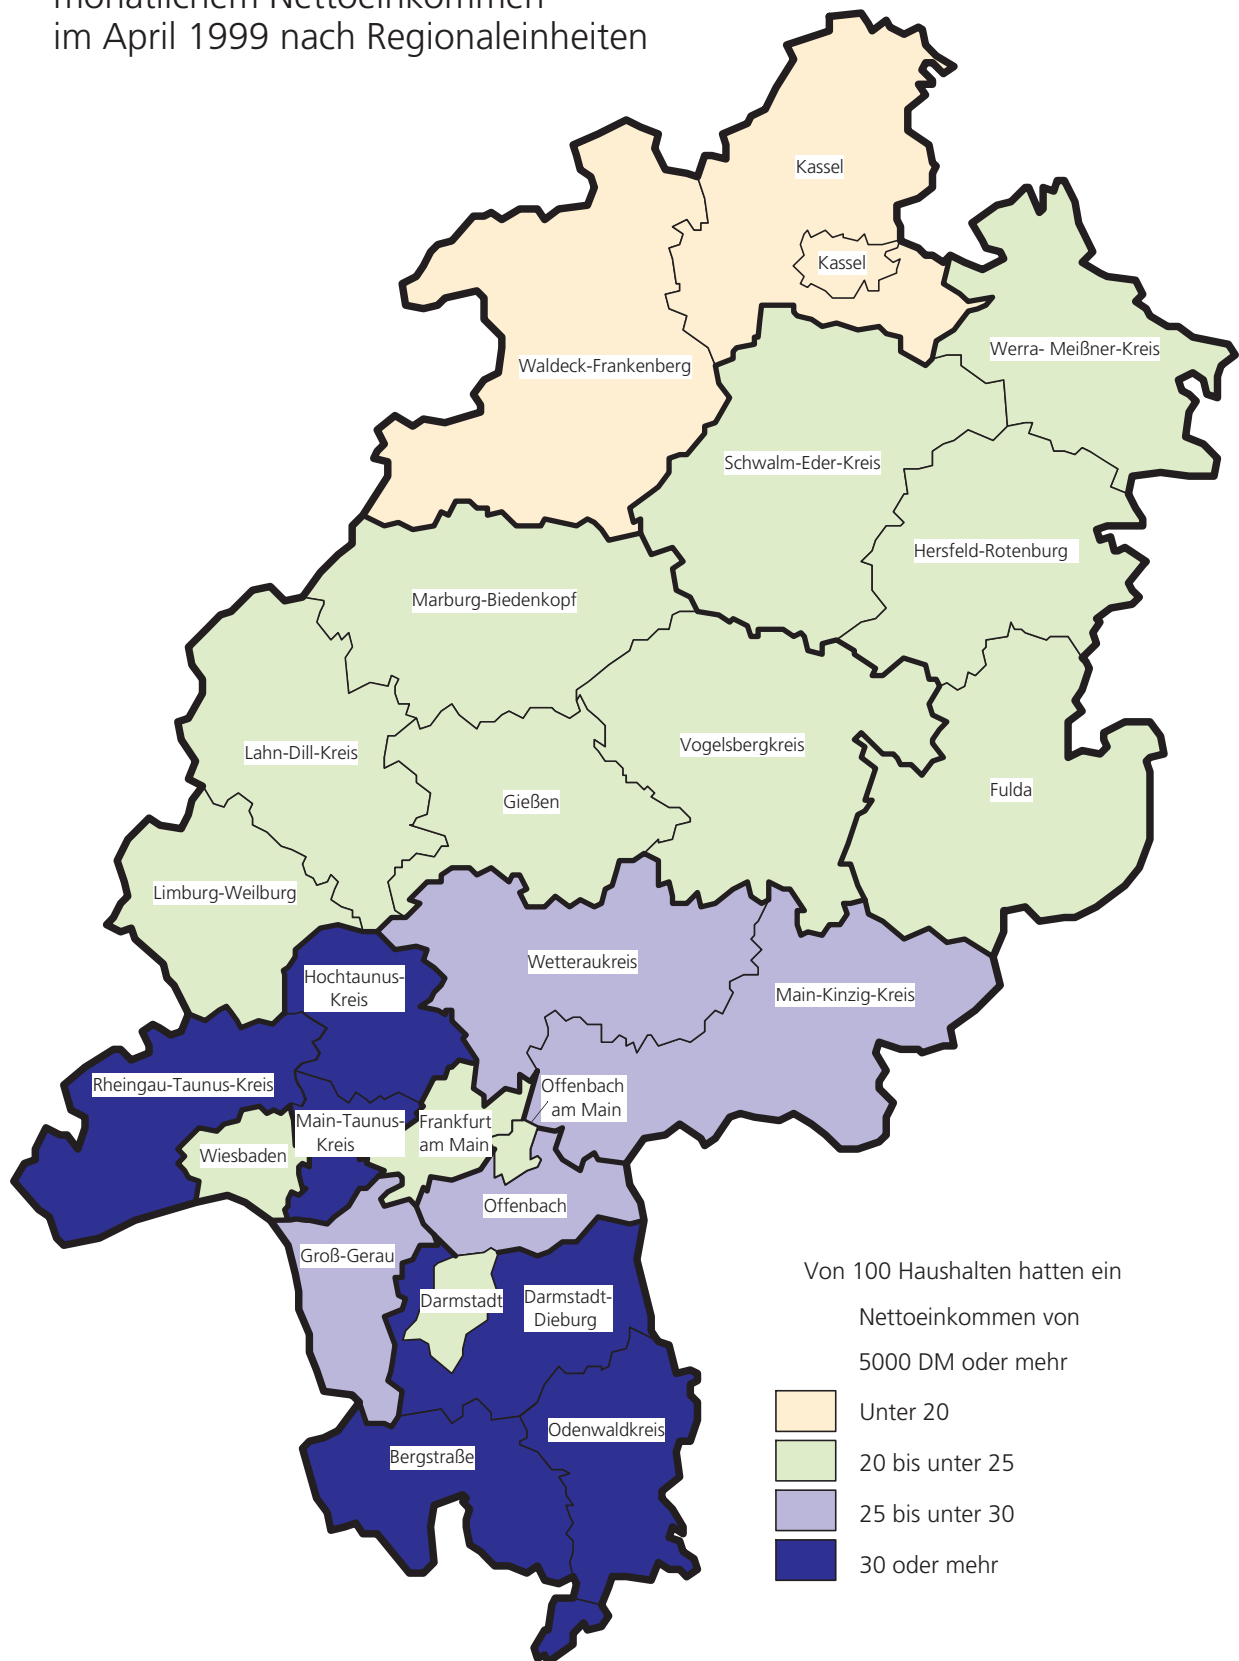 monatlichem Nettoeinkommen
im April 1999 nach Regionaleinheiten
Kassel
Kassel
Werra- Meißner-Kreis
Waldeck-Frankenberg
Schwalm-Eder-Kreis
Hersfeld-Rotenburg
Marburg-Biedenkopf
Vogelsbergkreis
Lahn-Dill-Kreis
Fulda
Gießen
Limburg-Weilburg
Wetteraukreis
Hochtaunus-
Kreis
Main-Kinzig-Kreis
Rheingau-Taunus-Kreis
Offenbach
am Main
Main-Taunus-
Kreis
Frankfurt
am Main
Wiesbaden
Offenbach
Groß-Gerau
Darmstadt
Darmstadt-
Dieburg
Odenwaldkreis
Bergstraße
Von 100 Haushalten hatten ein
Nettoeinkommen von
5000 DM oder mehr
Unter 20
20 bis unter 25
25 bis unter 30
30 oder mehr